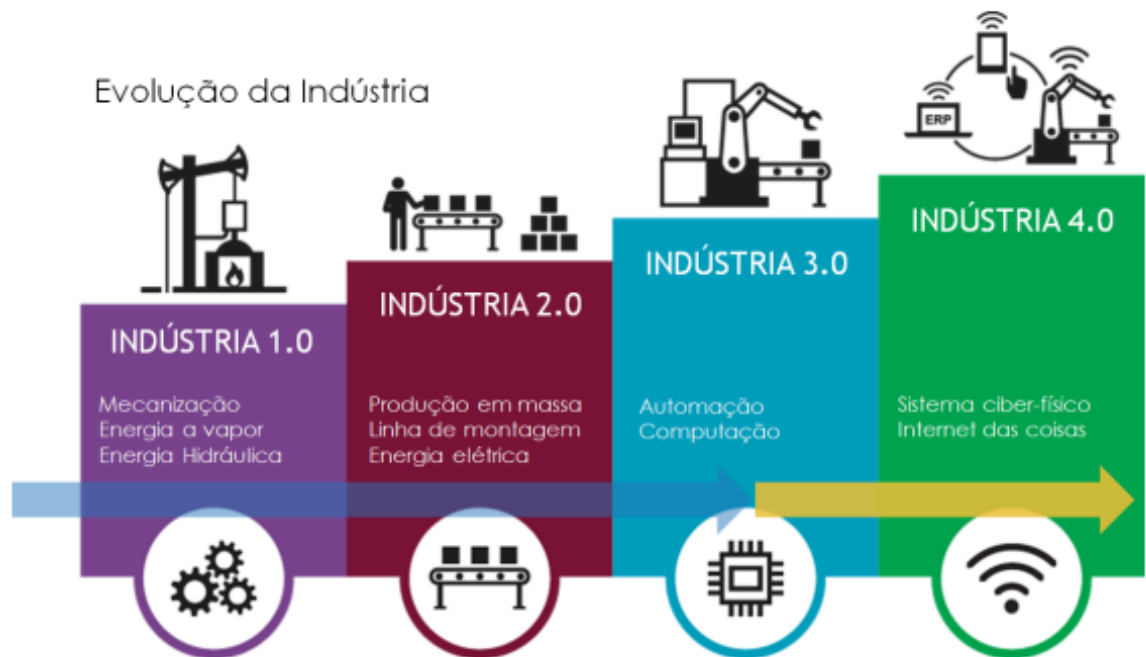 Evolução da Indústria
ERP
INDÚSTRIA 1.0
Mecanização
Energia a vapor
Energia Hidráulica
INDÚSTRIA 2.0
Produção em massa
Linha de montagem
Energia elétrica
INDÚSTRIA 3.0
Automação
Computação
INDÚSTRIA 4.0
Sistema ciber-físico
Internet das coisas